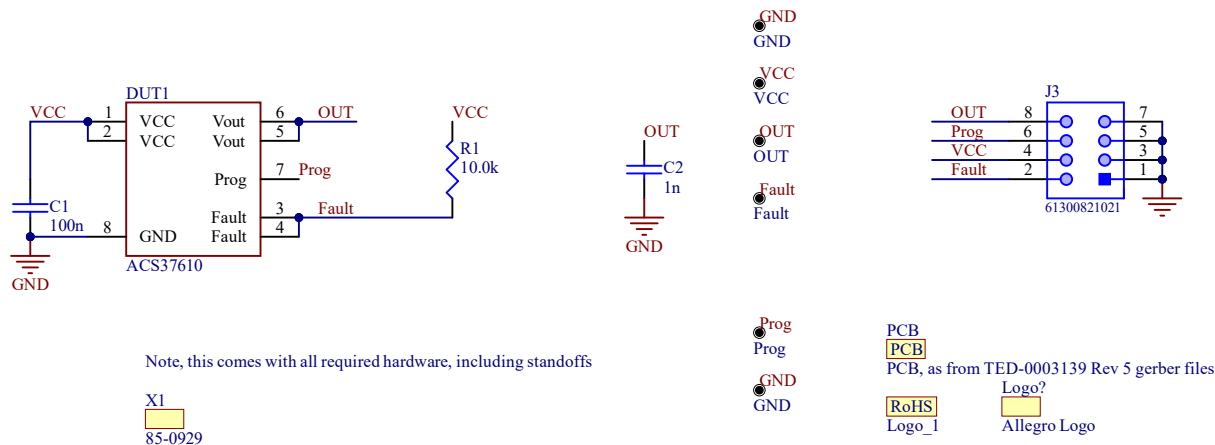 DUT1
VCC
1
2
VCC
VCC
Vout
Vout
6
5
OUT
Prog
7
Prog
C1
100n
8
GND
Fault
Fault
3
4
Fault
GND
ACS37610
VCC
R1
10.0k
OUT
C2
1n
GND
GND
GND
VCC
VCC
OUT
OUT
Fault
Fault
Prog
Prog
GND
GND
J3
OUT 8 7
Prog 6 5
VCC 4 3
Fault 2 1
61300821021
Note, this comes with all required hardware, including standoffs
X1
85-0929
PCB
PCB
PCB, as from TED-0003139 Rev 5 gerber files
RoHS
Logo_1
Logo?
Allegro Logo